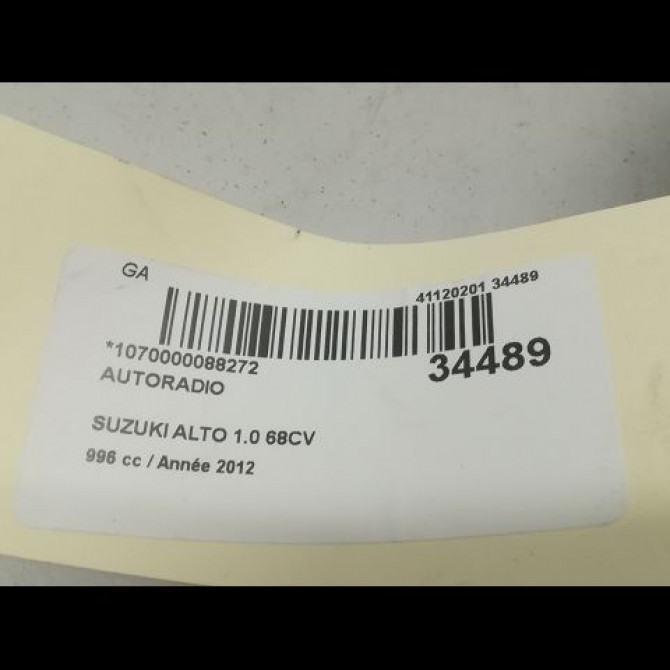 GA
41120201 34489
*1070000088272
34489
AUTORADIO
SUZUKI ALTO 1.0 68CV
996 cc / Année 2012